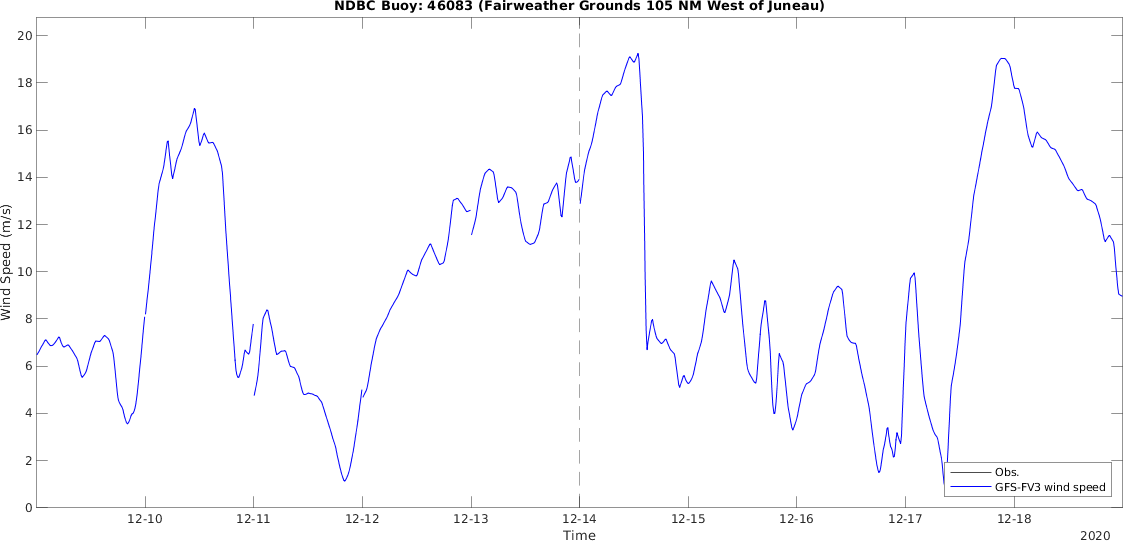 NDBC Buoy: 46083 (Fairweather Grounds 105 NM West of Juneau)
20
18
16
14
12
10
8
6
4
2
0
Wind Speed (m/s)
12-10 12-11 12-12 12-13 12-14 12-15 12-16 12-17 12-18
Time
2020
Obs.
GFS-FV3 wind speed